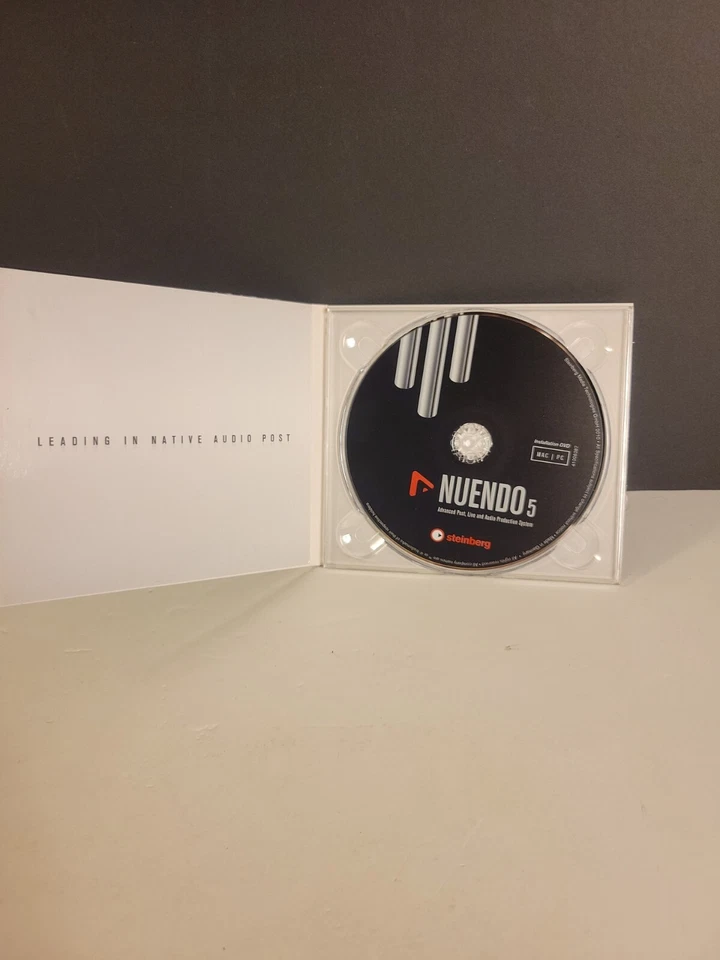 LEADING IN NATIVE AUDIO POST
Installation DVD
MAC | PC
NUENDO 5
Advanced Post, Live and Audio Production System
steinberg